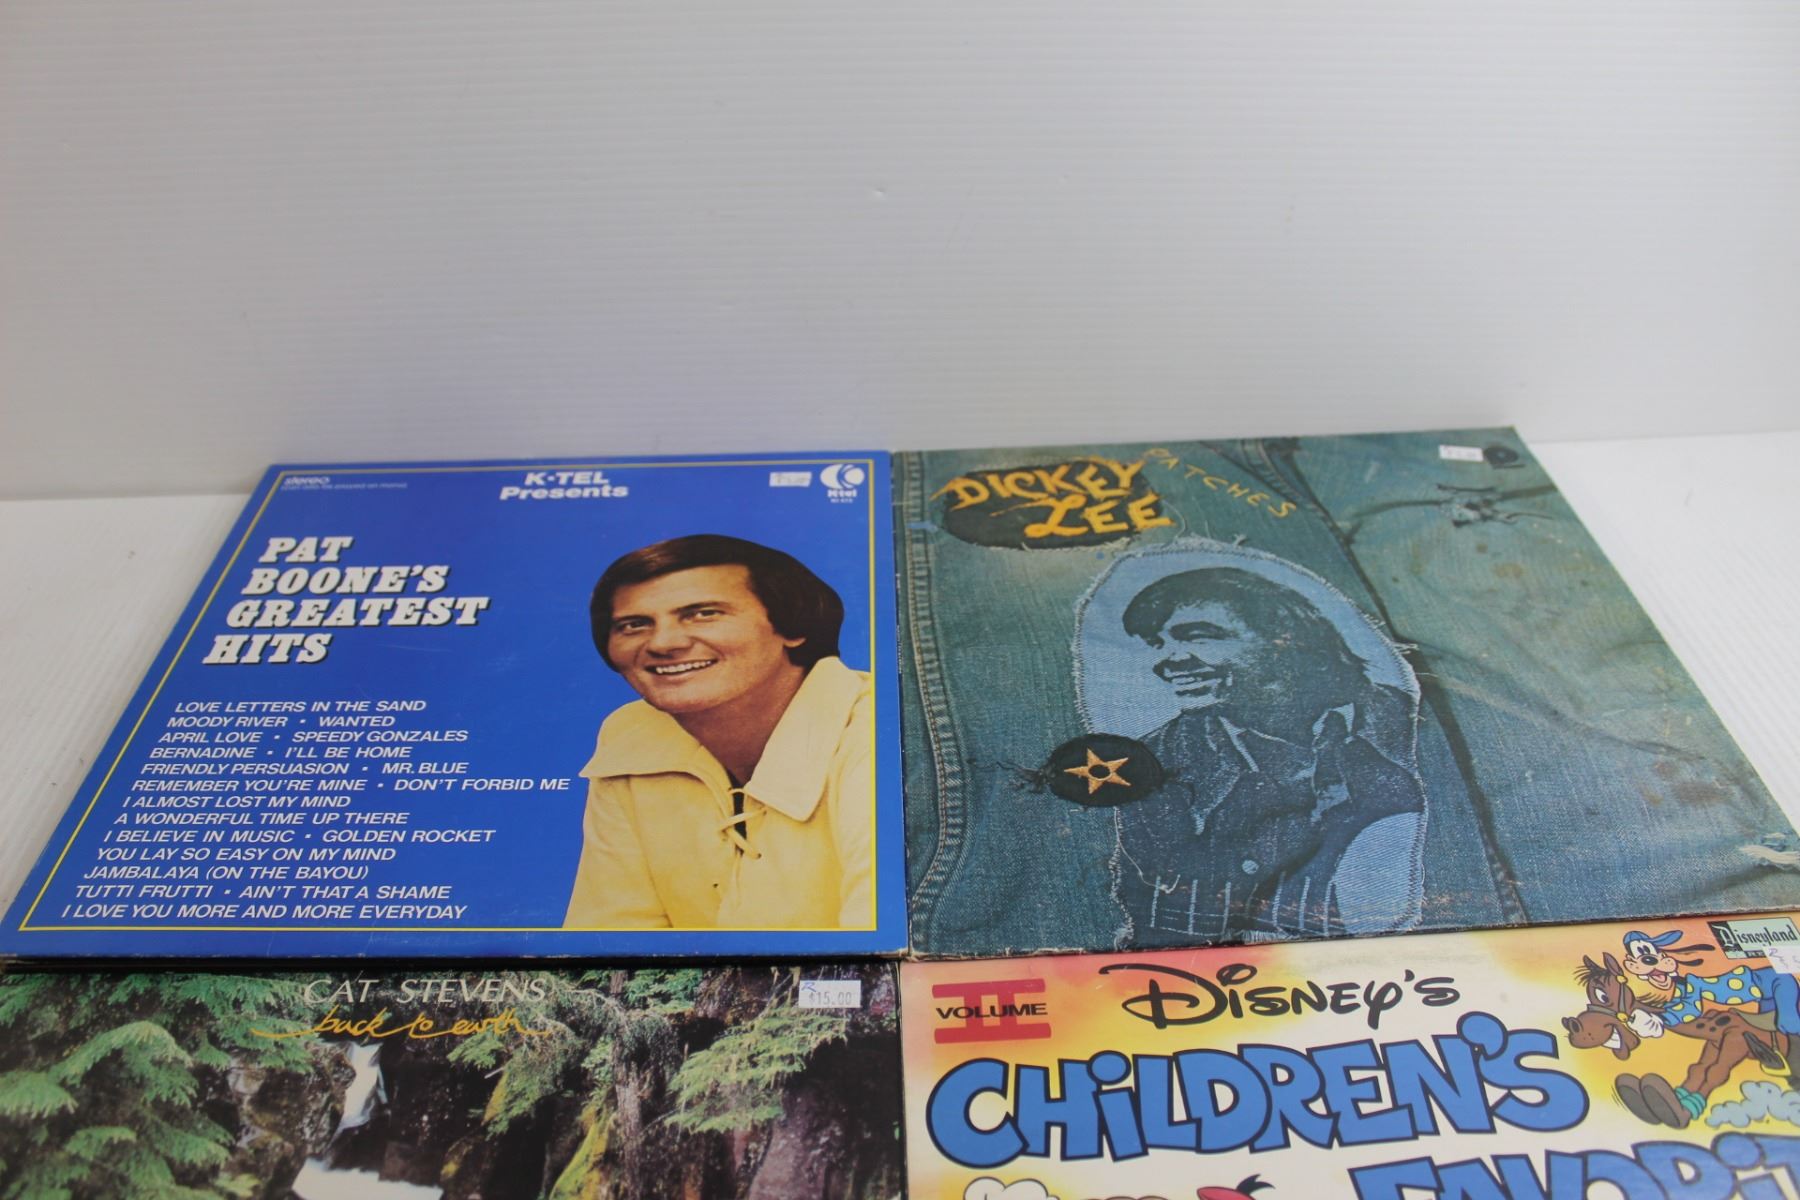 stereo
K-TEL
Presents
K-tel
PAT
BOONE'S
GREATEST
HITS
LOVE LETTERS IN THE SAND
MOODY RIVER • WANTED
APRIL LOVE • SPEEDY GONZALES
BERNADINE • I'LL BE HOME
FRIENDLY PERSUASION • MR. BLUE
REMEMBER YOU'RE MINE • DON'T FORBID ME
I ALMOST LOST MY MIND
A WONDERFUL TIME UP THERE
I BELIEVE IN MUSIC • GOLDEN ROCKET
YOU LAY SO EASY ON MY MIND
JAMBALAYA (ON THE BAYOU)
TUTTI FRUTTI • AIN'T THAT A SHAME
I LOVE YOU MORE AND MORE EVERYDAY
DICKEY
LEE
PATCHES
CAT STEVENS
back to earth
R
$15.00
VOLUME
II
DISNEY'S
CHILDREN'S
FAVORIT
Disneyland
R